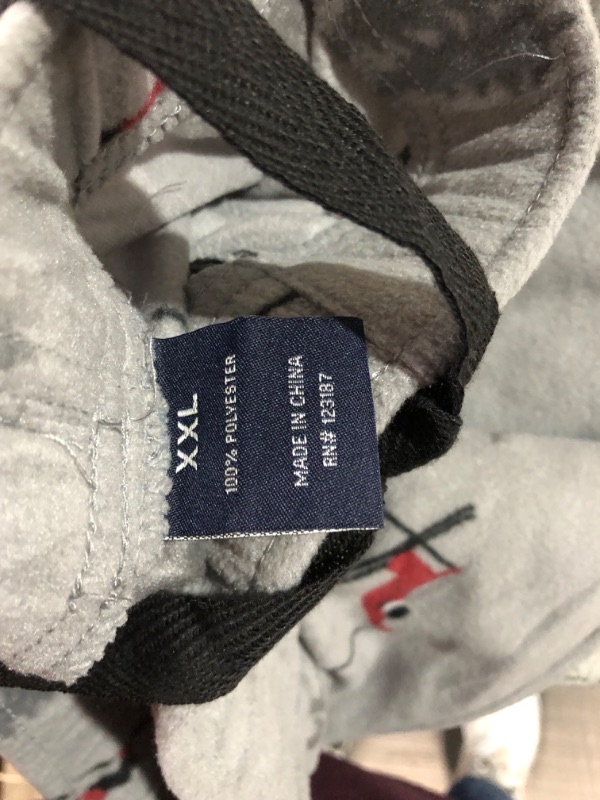 XXL
100% POLYESTER
MADE IN CHINA
RN# 123187